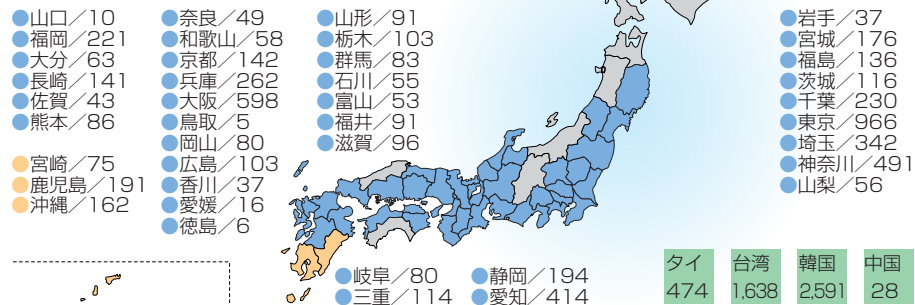 ●山口／10
●福岡／221
●大分／63
●長崎／141
●佐賀／43
●熊本／86
●宮崎／75
●鹿児島／191
●沖縄／162
●奈良／49
●和歌山／58
●京都／142
●兵庫／262
●大阪／598
●鳥取／5
●岡山／80
●広島／103
●香川／37
●愛媛／16
●徳島／6
●山形／91
●栃木／103
●群馬／83
●石川／55
●富山／53
●福井／91
●滋賀／96
●岐阜／80
●三重／114
●静岡／194
●愛知／414
●岩手／37
●宮城／176
●福島／136
●茨城／116
●千葉／230
●東京／966
●埼玉／342
●神奈川／491
●山梨／56
タイ
474
台湾
1,638
韓国
2,591
中国
28